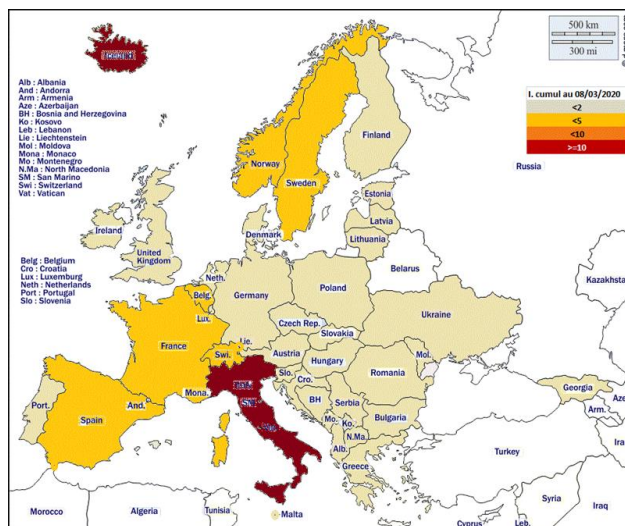 500 km
300 mi
Iceland
Alb : Albania
And : Andorra
Arm : Armenia
Aze : Azerbaijan
BH : Bosnia and Herzegovina
Ko : Kosovo
Leb : Lebanon
Lie : Liechtenstein
Mol : Moldova
Mona : Monaco
Mo : Montenegro
N.Ma : North Macedonia
SM : San Marino
Swi : Switzerland
Vat : Vatican
I. cumul au 08/03/2020
<2
<5
<10
>=10
Finland
Russia
Norway
Sweden
Estonia
Latvia
Lithuania
Ireland
Denmark
United
Kingdom
Belarus
Belg : Belgium
Cro : Croatia
Lux : Luxemburg
Neth : Netherlands
Port : Portugal
Slo : Slovenia
Neth.
Kazakhsta
Belg.
Germany
Poland
Lux.
Czech Rep.
Ukraine
Slovakia
France
Lie.
Swi.
Austria
Hungary
Mol.
Slo.
Cro.
Romania
Mona.
Georgia
Port.
And.
SM
BH
Serbia
Arm.
Aze
Spain
Mo.
Ko.
Bulgaria
N.Ma.
Alb.
Turkey
Ira
Greece
Morocco
Algeria
Tunisia
Malta
Cyprus
Syria
Leb.
Iraq